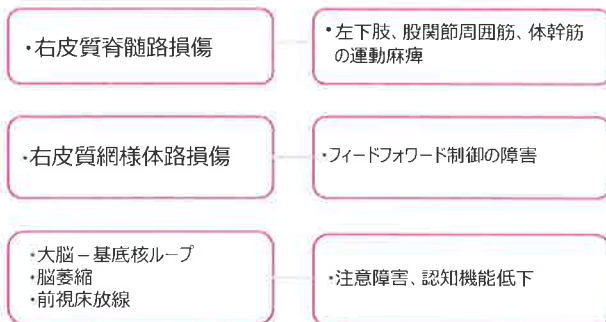 ・右皮質脊髄路損傷
・左下肢、股関節周囲筋、体幹筋
の運動麻痺
・右皮質網様体路損傷
・フィードフォワード制御の障害
・大脳－基底核ループ
・脳萎縮
・前視床放線
・注意障害、認知機能低下